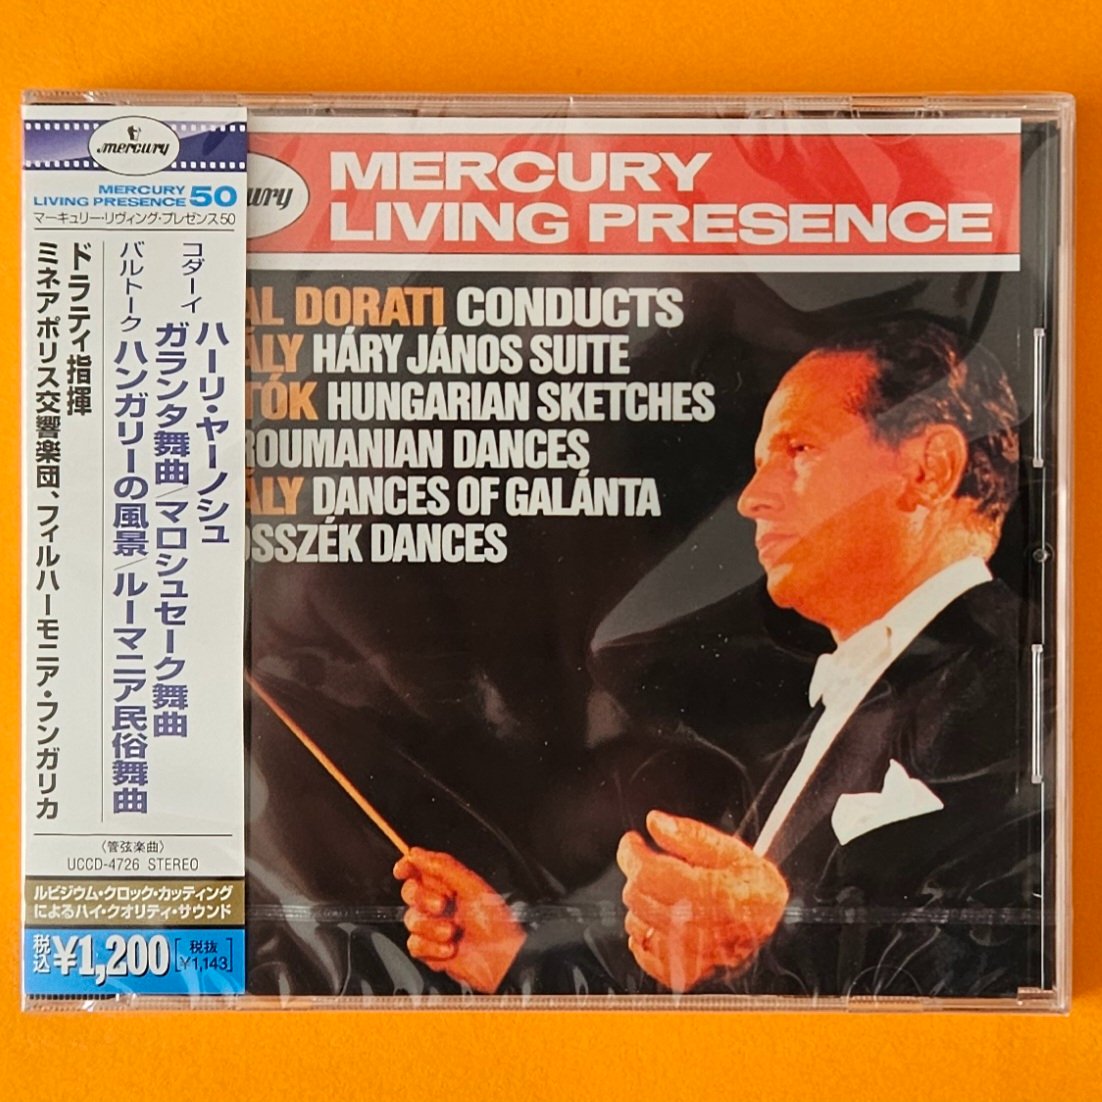 mercury
MERCURY
LIVING PRESENCE 50
マーキュリー・リヴィング・プレゼンス50
コダーイ ハーリ・ヤーノシュ
ガランタ舞曲/マロシュセーク舞曲
バルトーク ハンガリーの風景/ルーマニア民俗舞曲
ドラティ指揮
ミネアポリス交響楽団、フィルハーモニア・フンガリカ
〈管弦楽曲〉
UCCD-4726 STEREO
ルビジウム・クロック・カッティング
によるハイ・クオリティ・サウンド
税込 ¥1,200 [税抜 ¥1,143]
MERCURY
LIVING PRESENCE
AL DORATI CONDUCTS
ÁLY HÁRY JÁNOS SUITE
TÓK HUNGARIAN SKETCHES
ROUMANIAN DANCES
ÁLY DANCES OF GALÁNTA
OSSZÉK DANCES